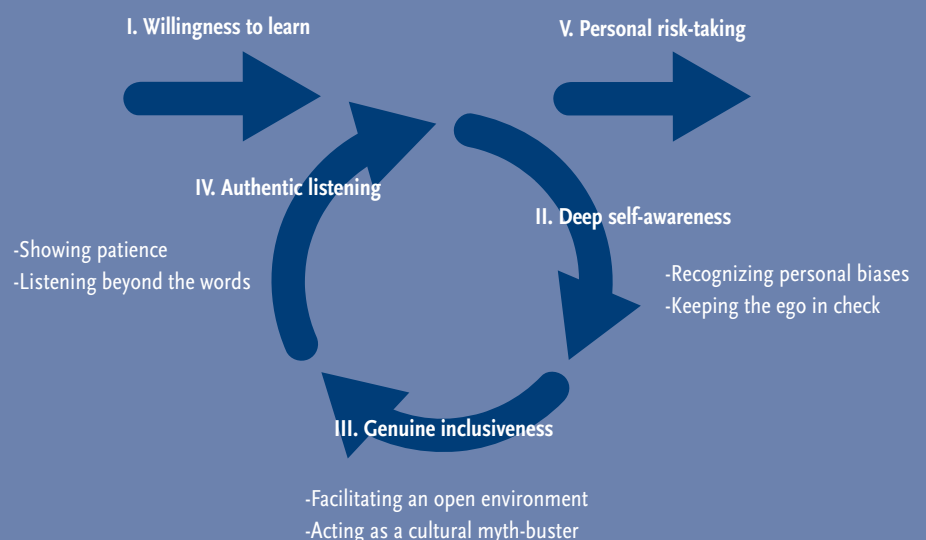 I. Willingness to learn
V. Personal risk-taking
IV. Authentic listening
-Showing patience
-Listening beyond the words
II. Deep self-awareness
-Recognizing personal biases
-Keeping the ego in check
III. Genuine inclusiveness
-Facilitating an open environment
-Acting as a cultural myth-buster